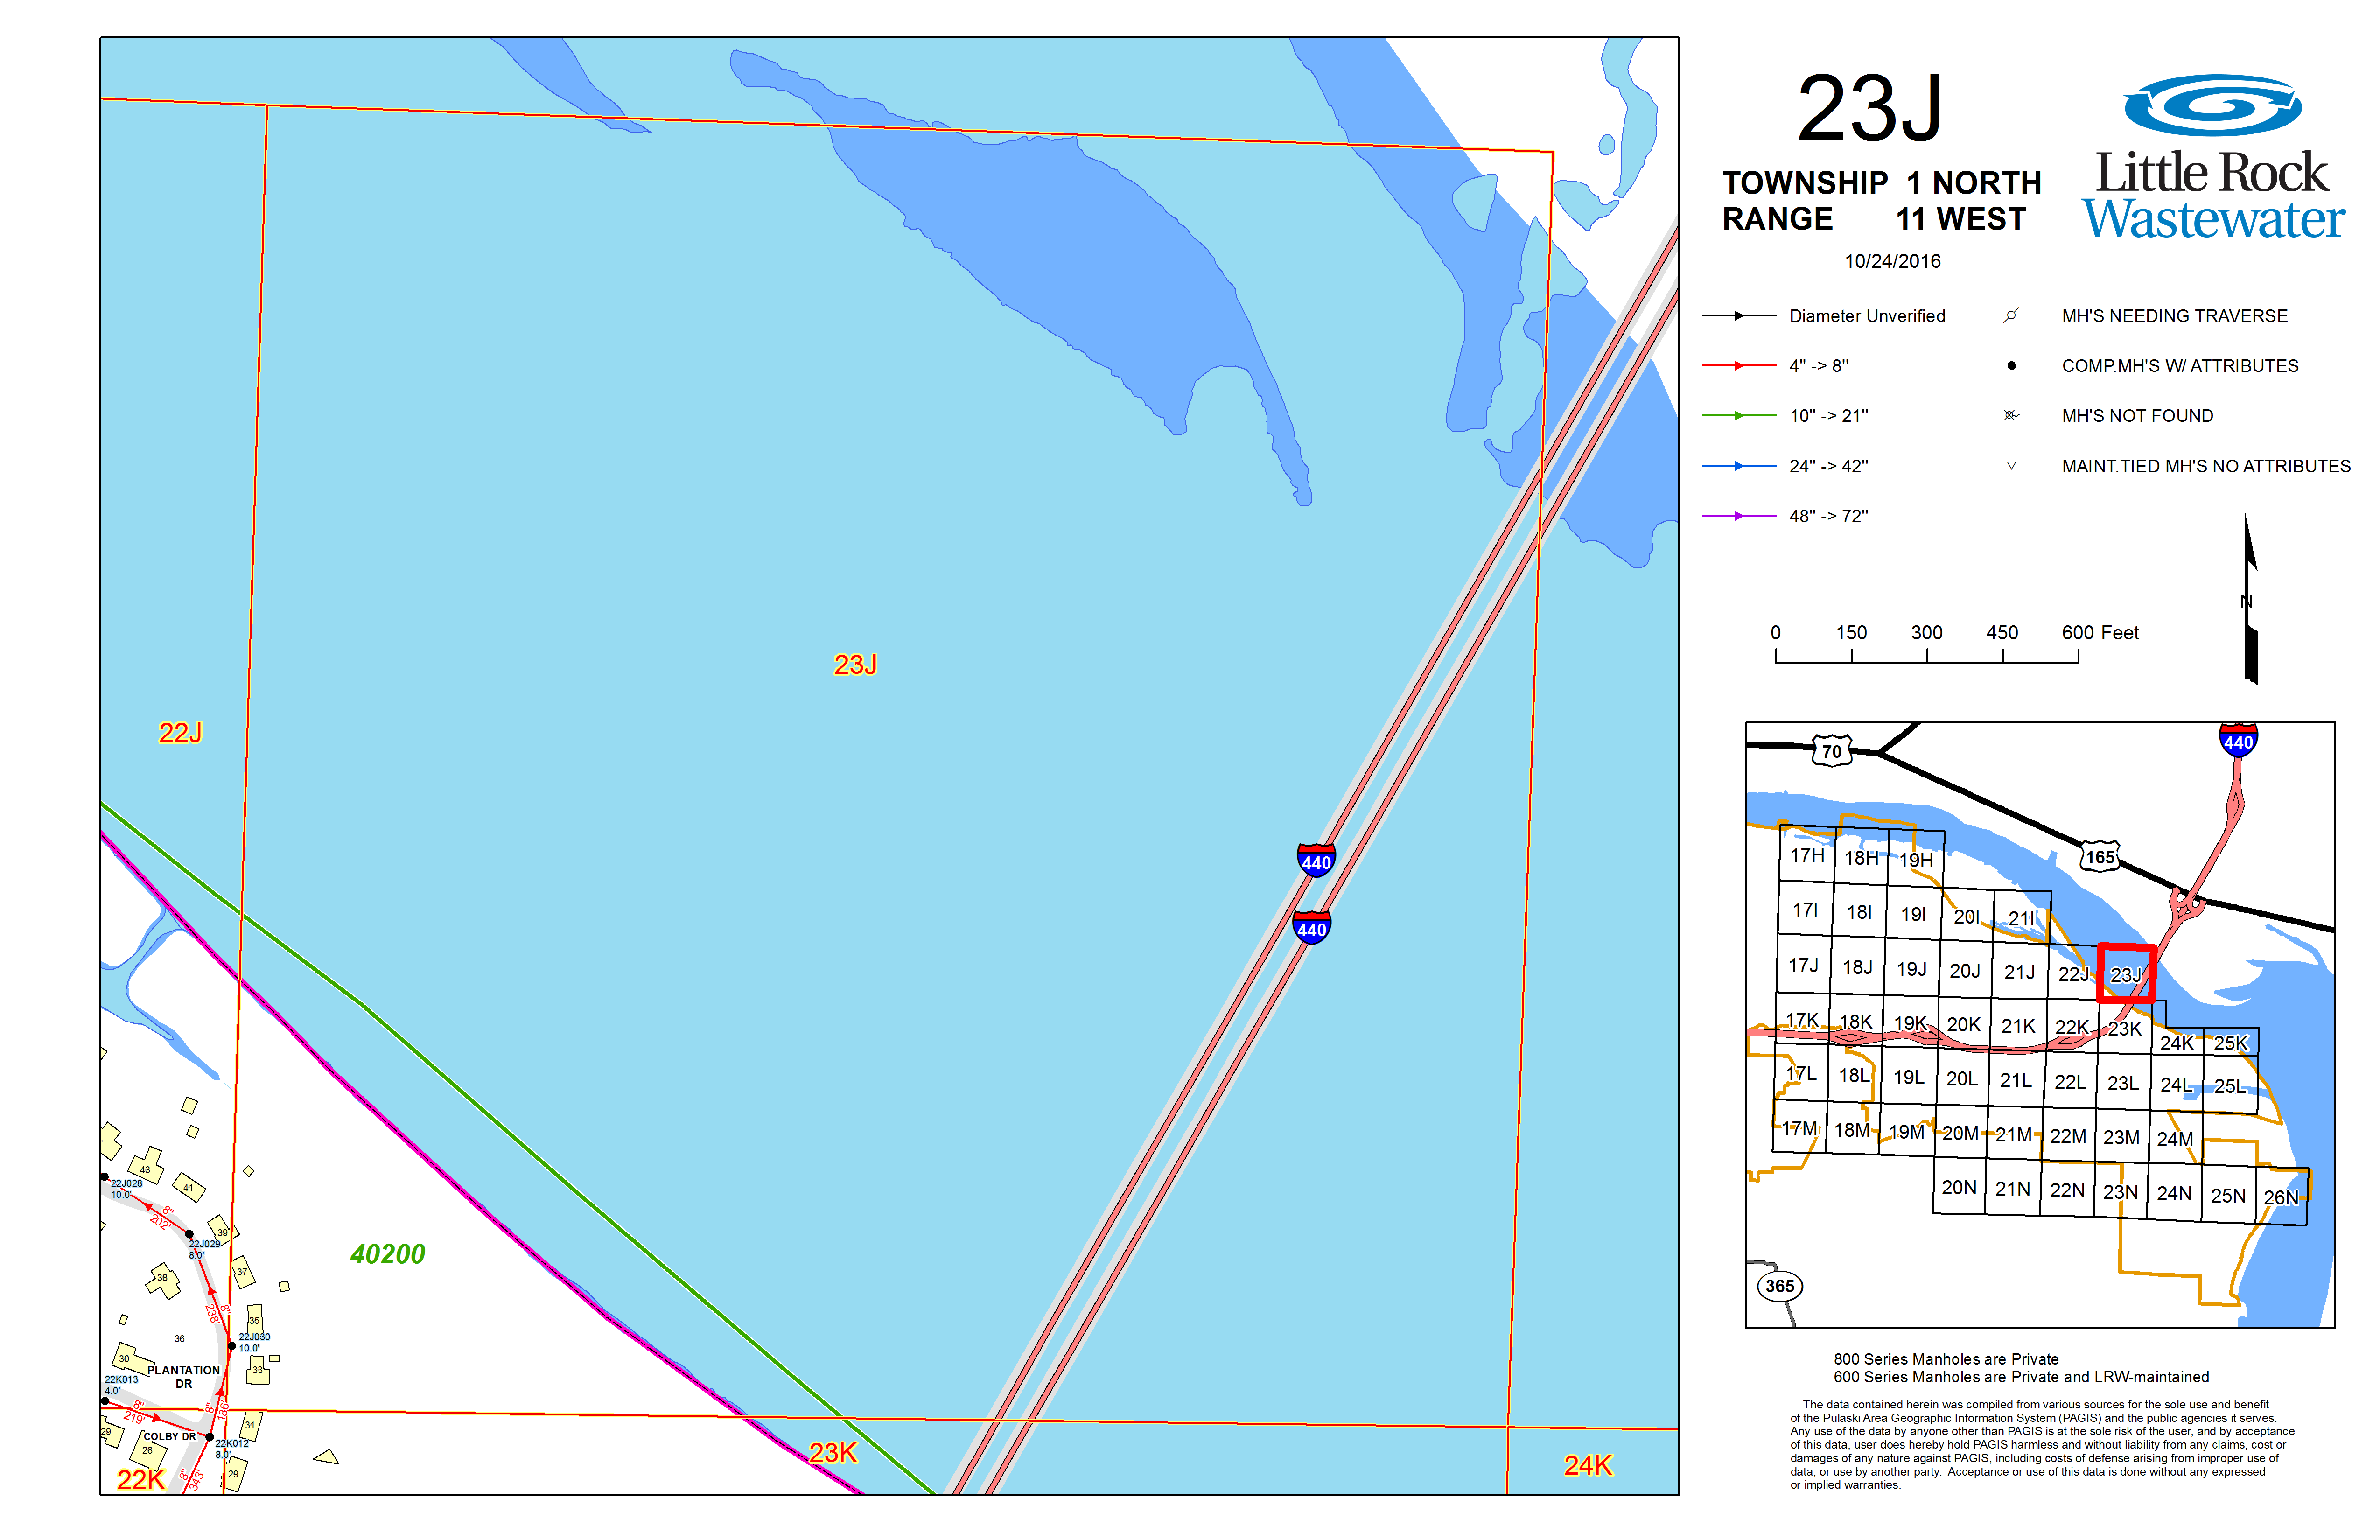 23J
TOWNSHIP 1 NORTH
RANGE 11 WEST
10/24/2016
Little Rock
Wastewater
Diameter Unverified
4" -> 8"
10" -> 21"
24" -> 42"
48" -> 72"
MH'S NEEDING TRAVERSE
COMP.MH'S W/ ATTRIBUTES
MH'S NOT FOUND
MAINT.TIED MH'S NO ATTRIBUTES
N
0 150 300 450 600 Feet
23J
22J
440
440
43
41
39
37
38
35
36
33
30
31
29
28
29
22J028
10.0'
8"
202'
22J029
8.0'
8"
238'
22J030
10.0'
PLANTATION
DR
22K013
4.0'
8"
219'
8"
186'
COLBY DR
22K012
8.0'
8"
343'
40200
22K
23K
24K
70
440
165
365
17H 18H 19H
17I 18I 19I 20I 21I
17J 18J 19J 20J 21J 22J 23J
17K 18K 19K 20K 21K 22K 23K 24K 25K
17L 18L 19L 20L 21L 22L 23L 24L 25L
17M 18M 19M 20M 21M 22M 23M 24M
20N 21N 22N 23N 24N 25N 26N
800 Series Manholes are Private
600 Series Manholes are Private and LRW-maintained
The data contained herein was compiled from various sources for the sole use and benefit
of the Pulaski Area Geographic Information System (PAGIS) and the public agencies it serves.
Any use of the data by anyone other than PAGIS is at the sole risk of the user, and by acceptance
of this data, user does hereby hold PAGIS harmless and without liability from any claims, cost or
damages of any nature against PAGIS, including costs of defense arising from improper use of
data, or use by another party. Acceptance or use of this data is done without any expressed
or implied warranties.